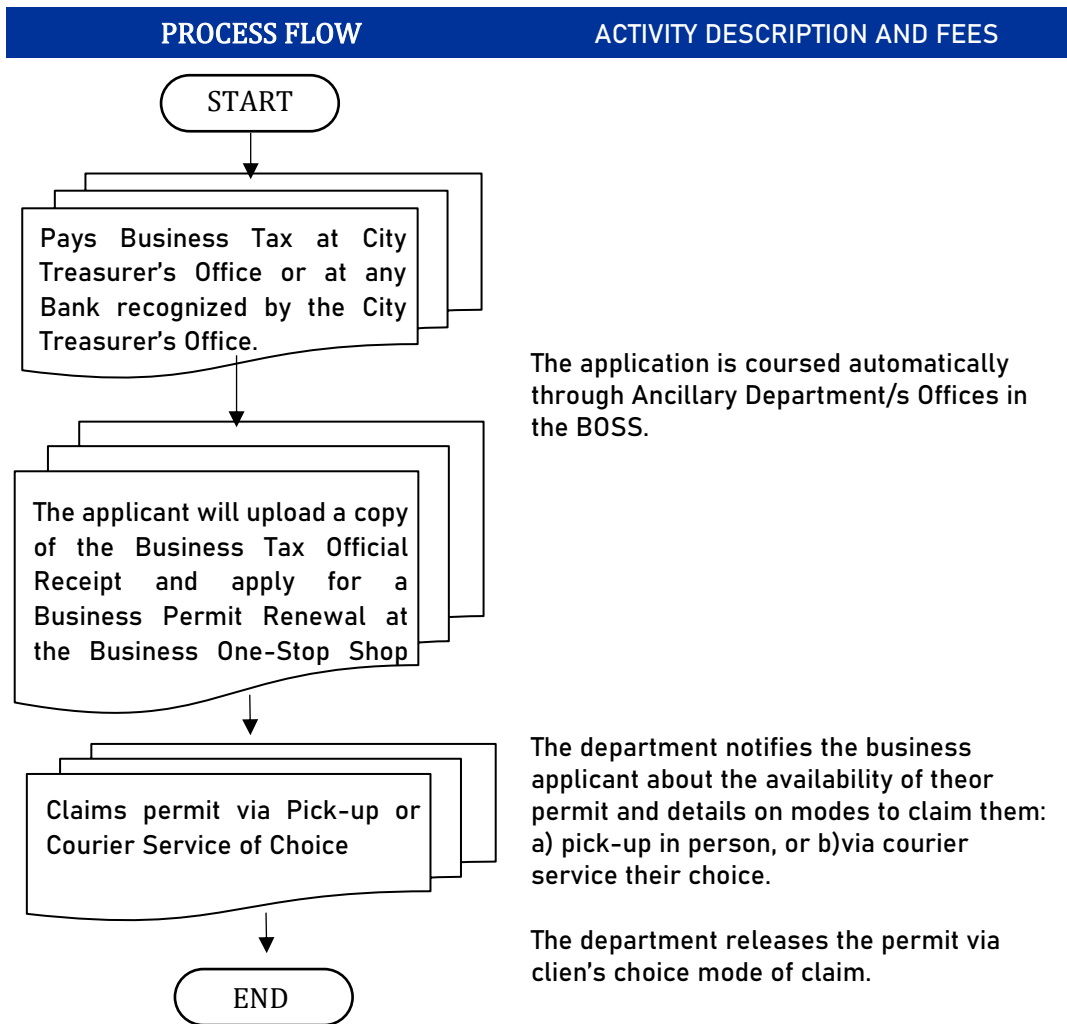 PROCESS FLOW
ACTIVITY DESCRIPTION AND FEES
START
Pays Business Tax at City
Treasurer's Office or at any
Bank recognized by the City
Treasurer's Office.
The application is coursed automatically
through Ancillary Department/s Offices in
the BOSS.
The applicant will upload a copy
of the Business Tax Official
Receipt and apply for a
Business Permit Renewal at
the Business One-Stop Shop
Claims permit via Pick-up or
Courier Service of Choice
The department notifies the business
applicant about the availability of theor
permit and details on modes to claim them:
a) pick-up in person, or b)via courier
service their choice.
The department releases the permit via
clien's choice mode of claim.
END